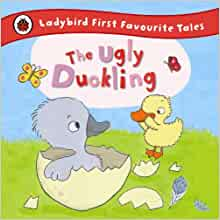 Ladybird First Favourite Tales
The Ugly
Duckling